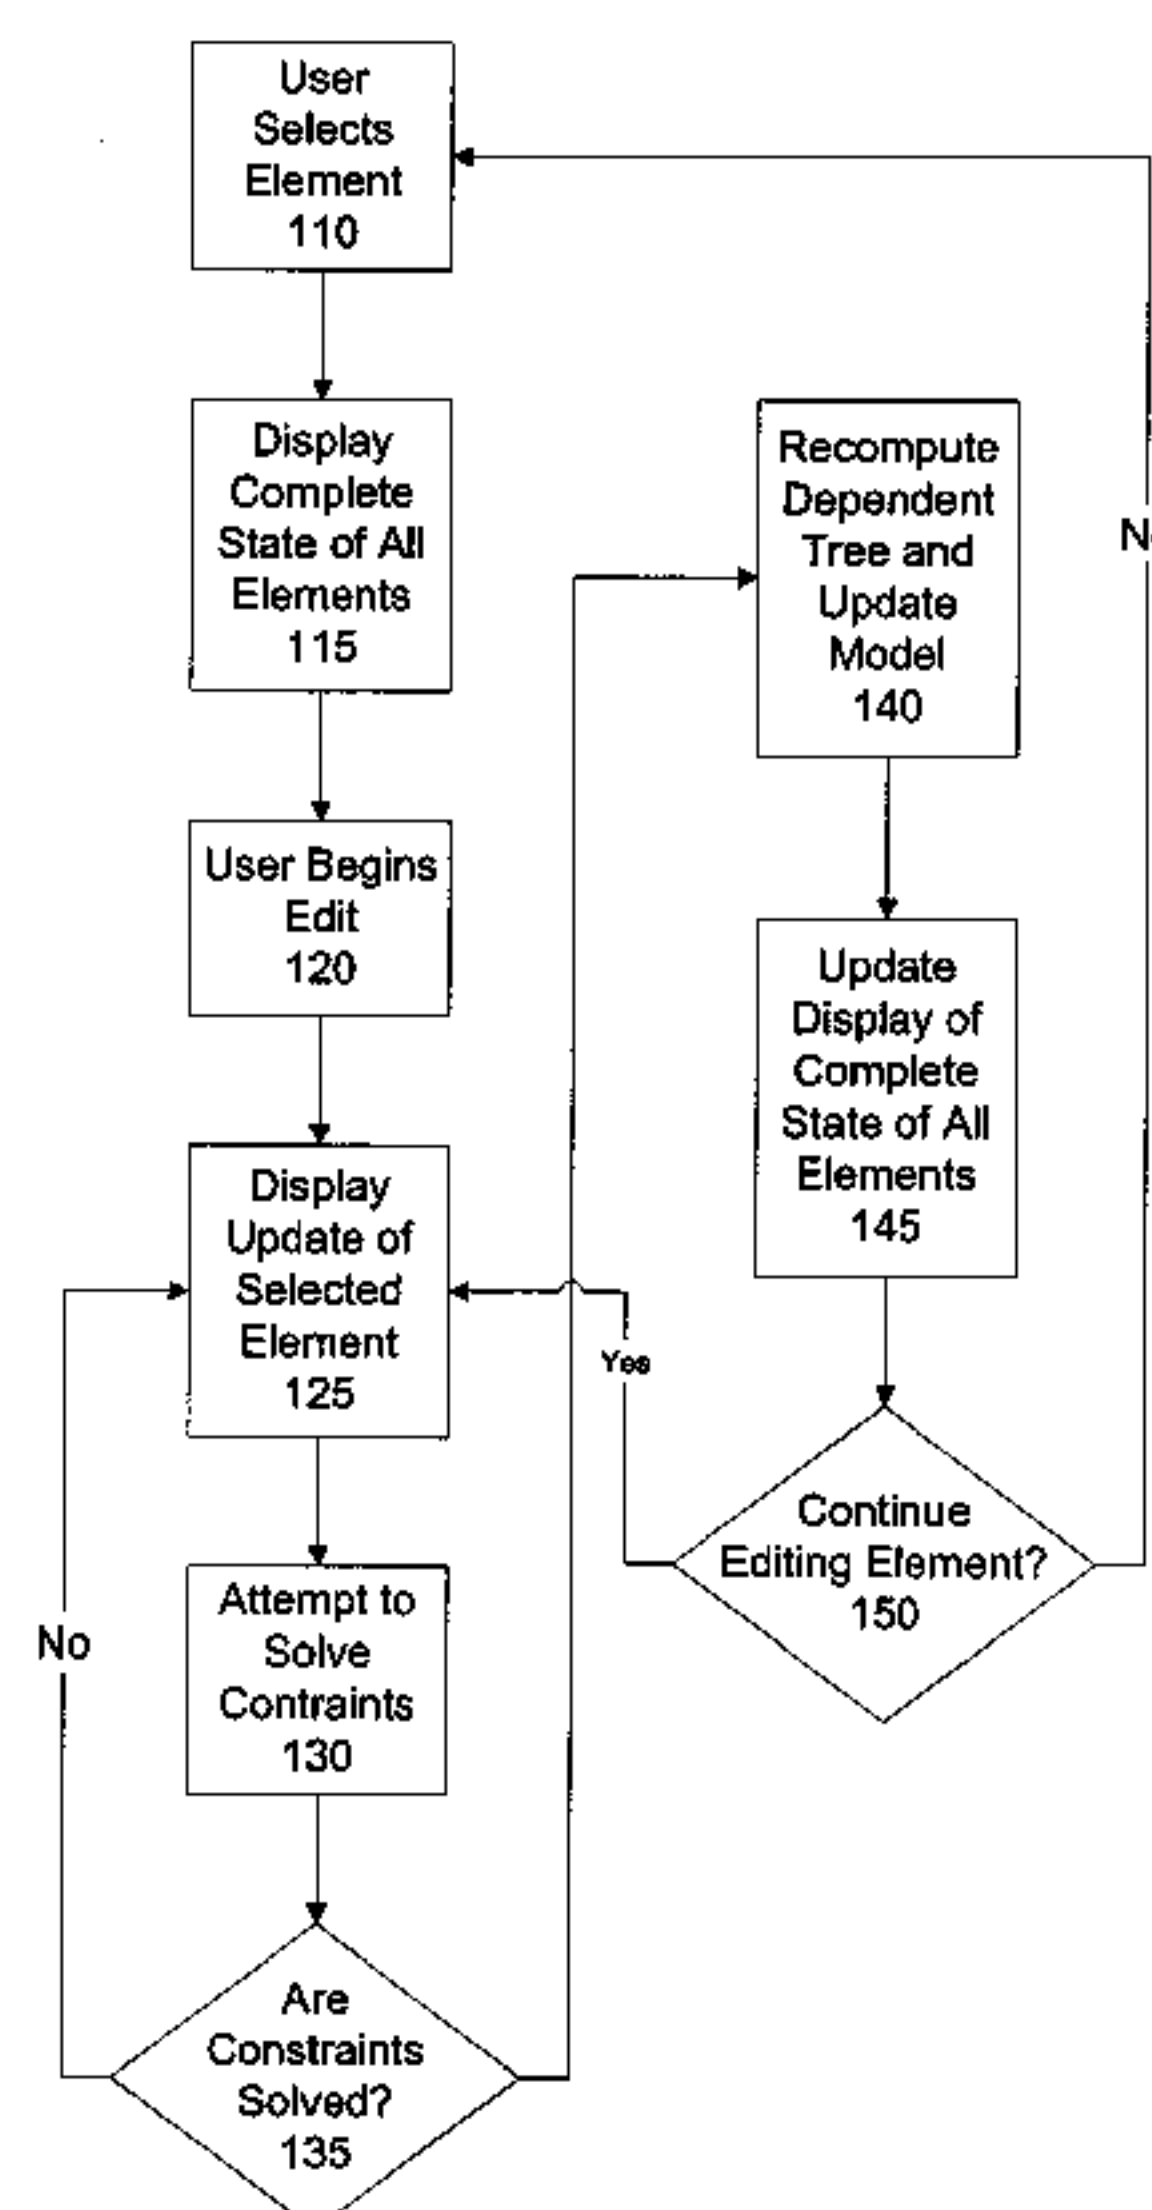 User
Selects
Element
110
Display
Complete
State of All
Elements
115
User Begins
Edit
120
Display
Update of
Selected
Element
125
Attempt to
Solve
Contraints
130
Are
Constraints
Solved?
135
No
Recompute
Dependent
Tree and
Update
Model
140
Update
Display of
Complete
State of All
Elements
145
Continue
Editing Element?
150
Yes